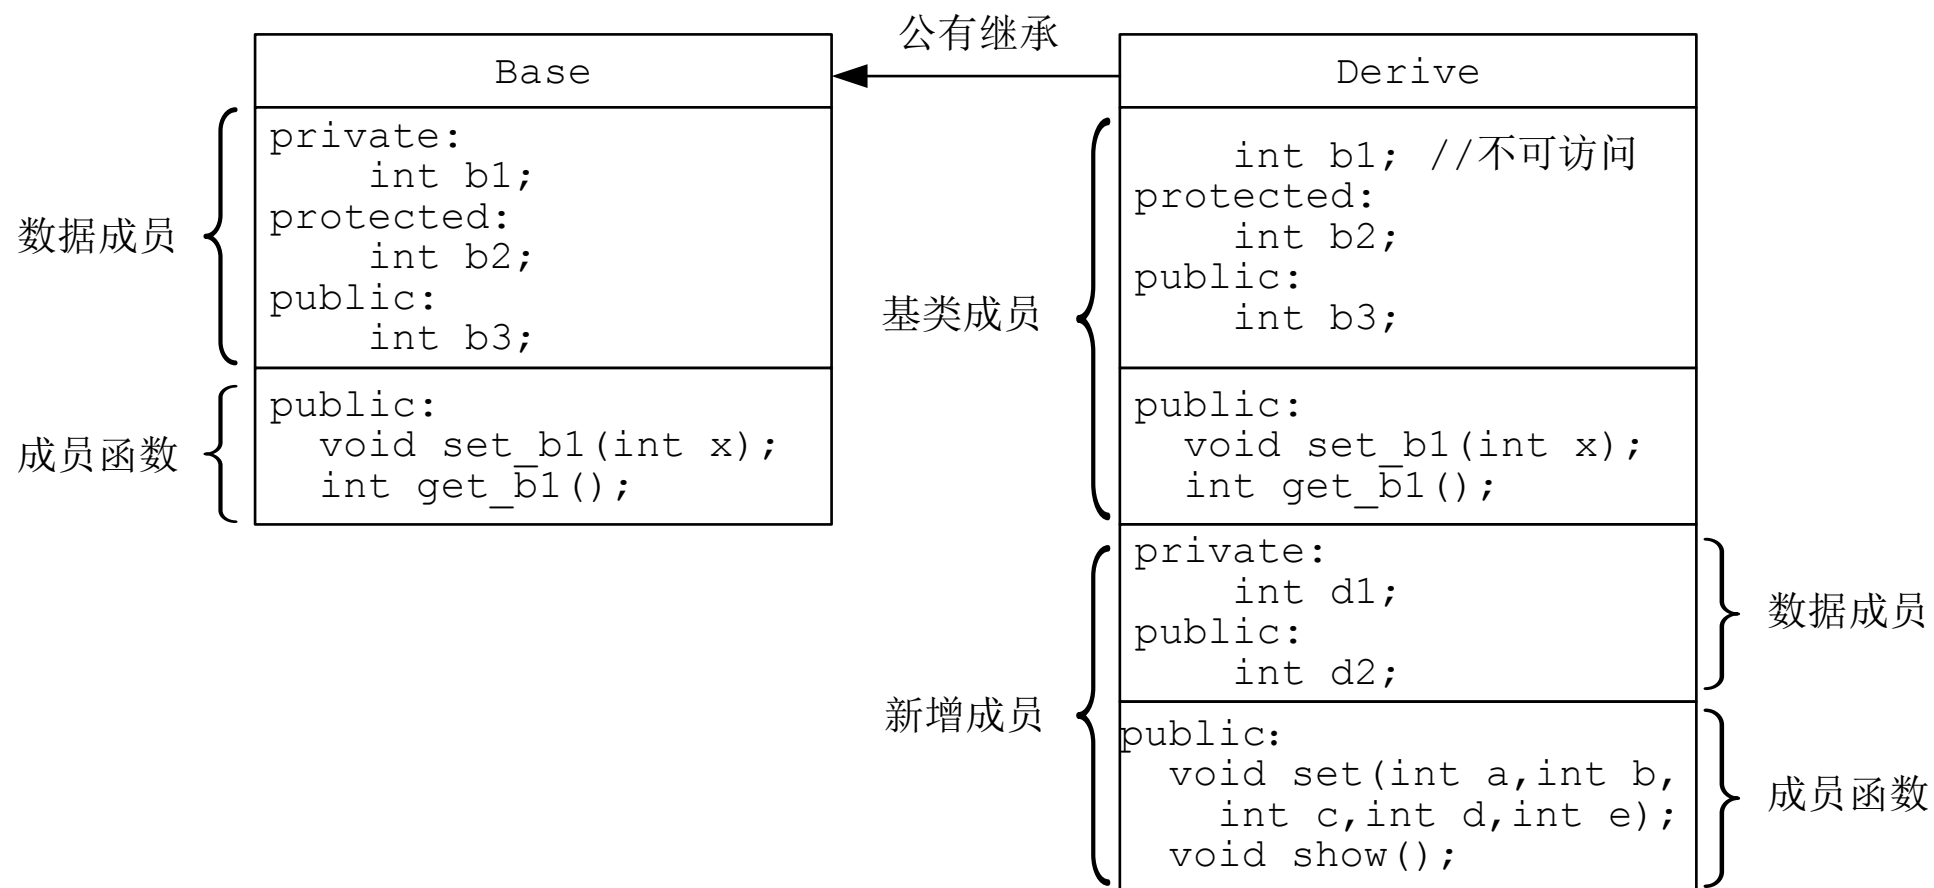 公有继承
Base
数据成员
private:
int b1;
protected:
int b2;
public:
int b3;
成员函数
public:
void set_b1(int x);
int get_b1();
Derive
基类成员
int b1; //不可访问
protected:
int b2;
public:
int b3;
public:
void set_b1(int x);
int get_b1();
新增成员
private:
int d1;
public:
int d2;
数据成员
public:
void set(int a,int b,
int c,int d,int e);
void show();
成员函数